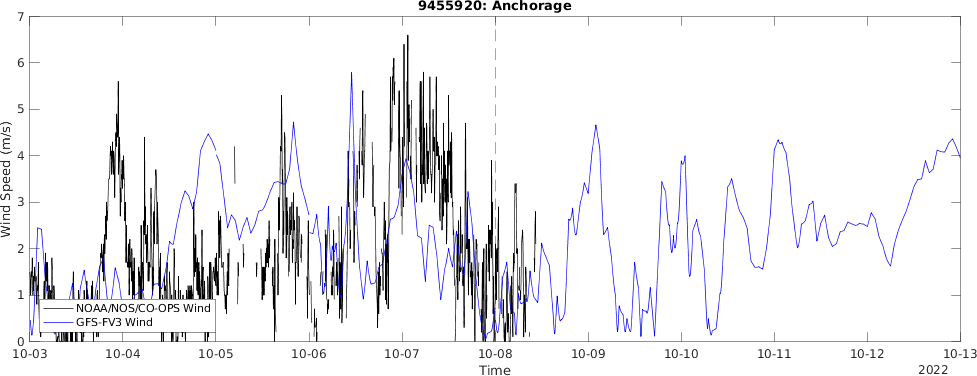 9455920: Anchorage
Wind Speed (m/s)
7
6
5
4
3
2
1
0
NOAA/NOS/CO-OPS Wind
GFS-FV3 Wind
10-03 10-04 10-05 10-06 10-07 10-08 10-09 10-10 10-11 10-12 10-13
Time
2022